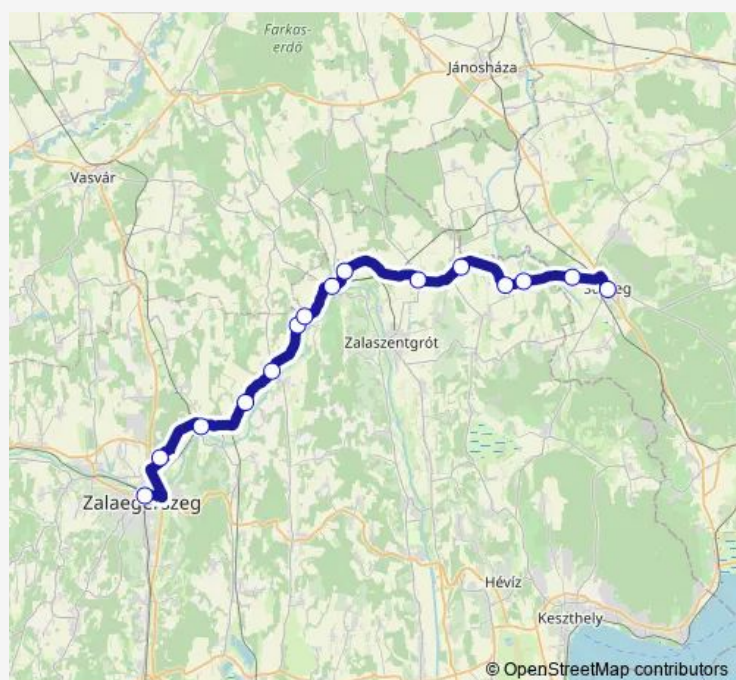 Farkas-
erdő
Jánosháza
Vasvár
Zalaszentgrót
Zalaegerszeg
Hévíz
Keszthely
© OpenStreetMap contributors